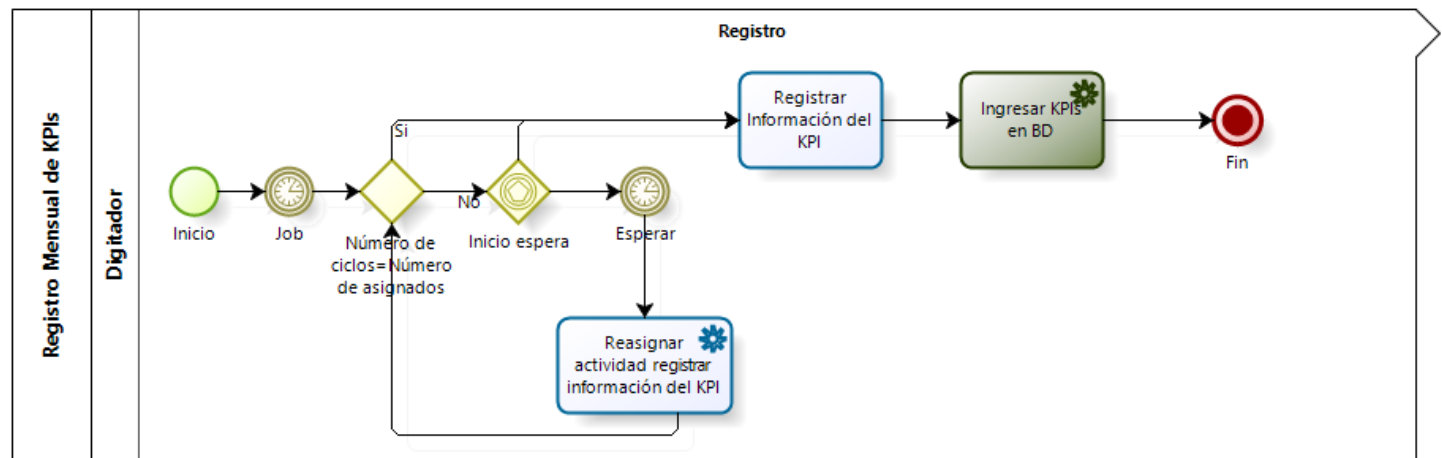 Registro
Registro Mensual de KPIs
Digitador
Registrar
Información del
KPI
Ingresar KPIs
en BD
Fin
Si
No
Inicio
Job
Número de
ciclos=Número
de asignados
Inicio espera
Esperar
Reasignar
actividad registrar
información del KPI